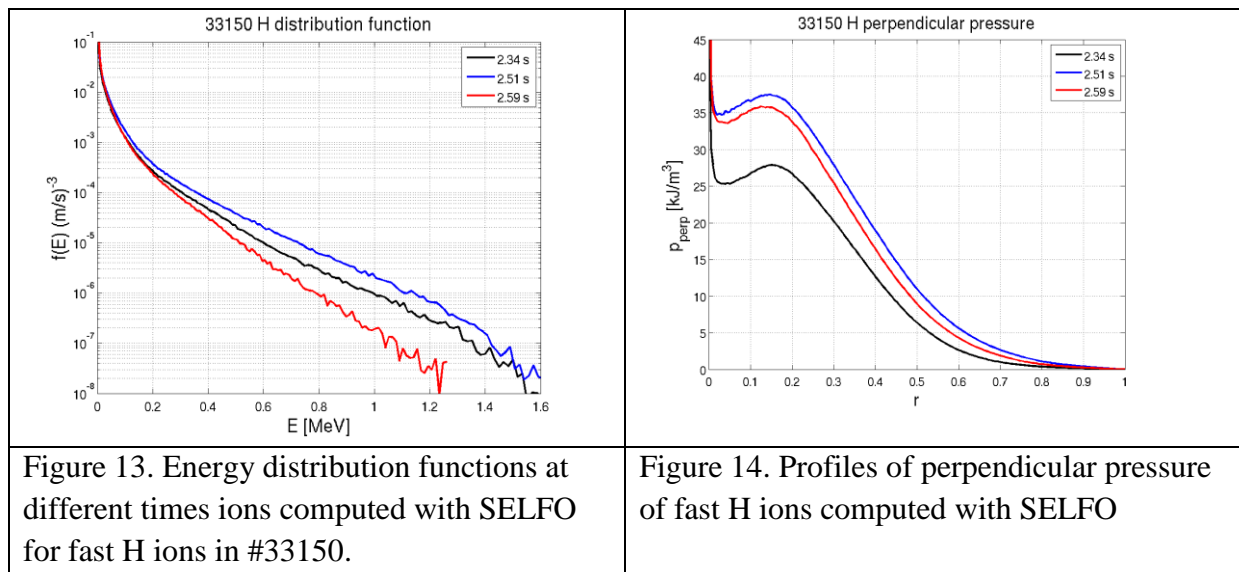 33150 H distribution function
10^-1
10^-2
10^-3
10^-4
10^-5
10^-6
10^-7
10^-8
f(E) (m/s)^-3
2.34 s
2.51 s
2.59 s
0 0.2 0.4 0.6 0.8 1 1.2 1.4 1.6
E [MeV]
33150 H perpendicular pressure
45
40
35
30
25
20
15
10
5
0
p_perp [kJ/m^3]
2.34 s
2.51 s
2.59 s
0 0.1 0.2 0.3 0.4 0.5 0.6 0.7 0.8 0.9 1
r
Figure 13. Energy distribution functions at
different times ions computed with SELFO
for fast H ions in #33150.
Figure 14. Profiles of perpendicular pressure
of fast H ions computed with SELFO